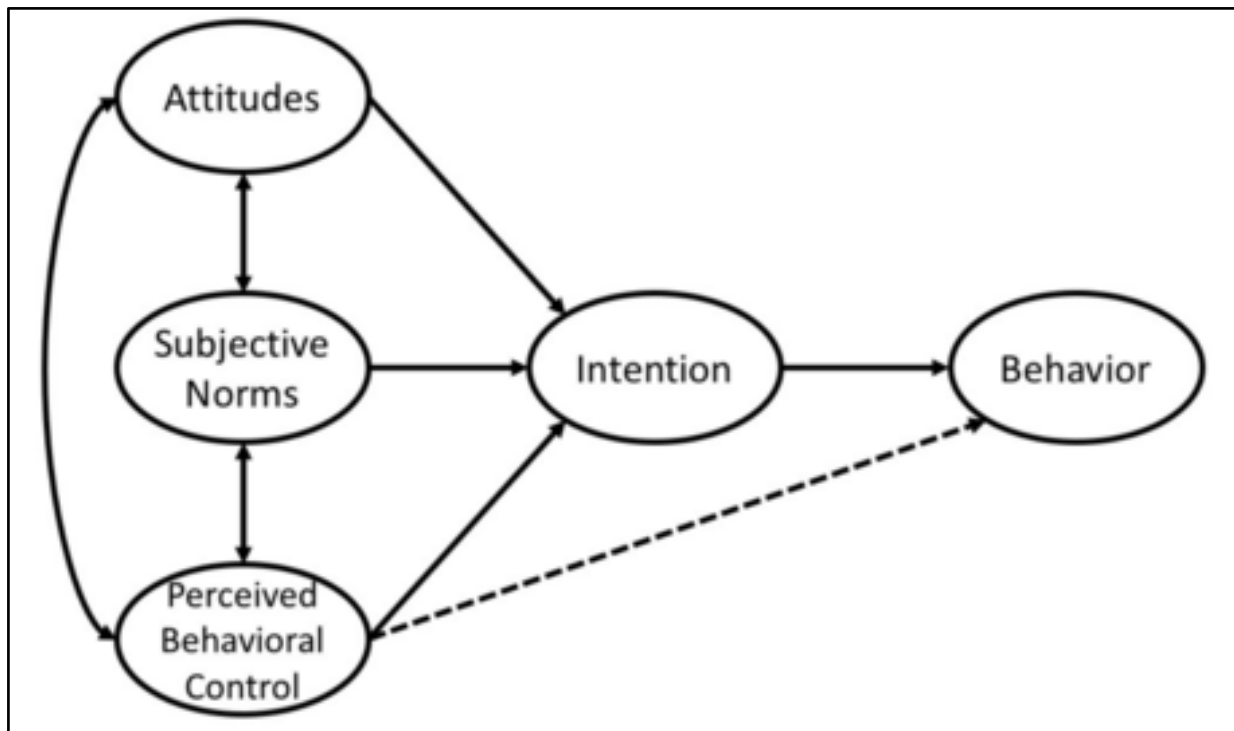 Attitudes
Subjective
Norms
Intention
Behavior
Perceived
Behavioral
Control